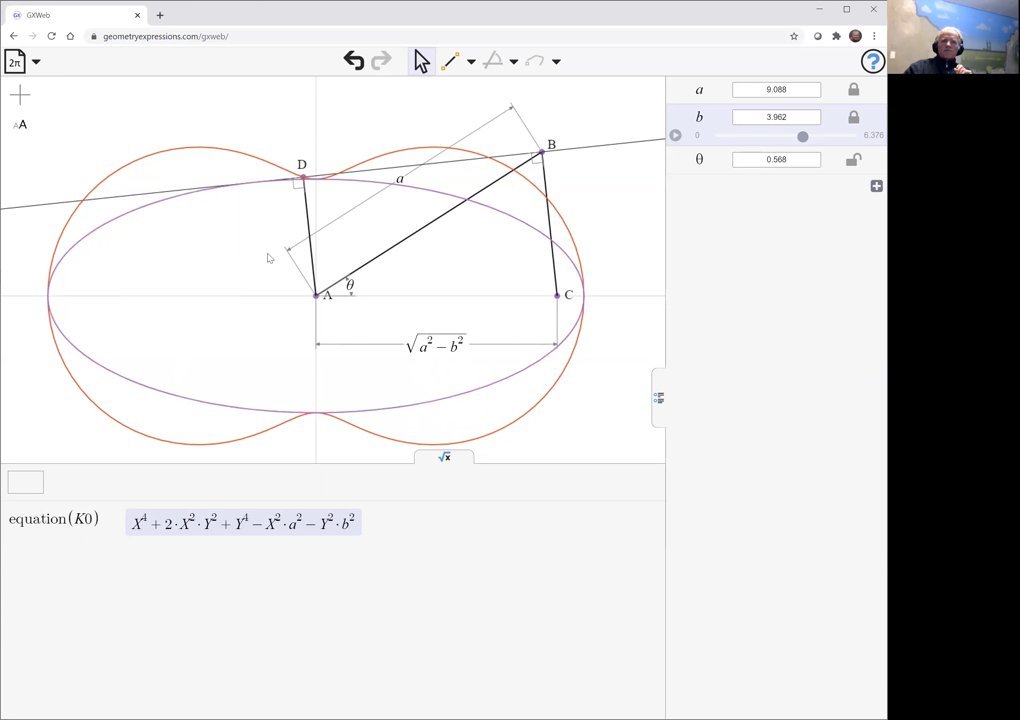 GXWeb
geometryexpressions.com/gxweb/
2π
AA
a 9.088
b 3.962
0 6.376
θ 0.568
D
B
a
θ
A
C
√(a² − b²)
√x
equation(K0) X⁴ + 2·X²·Y² + Y⁴ − X²·a² − Y²·b²